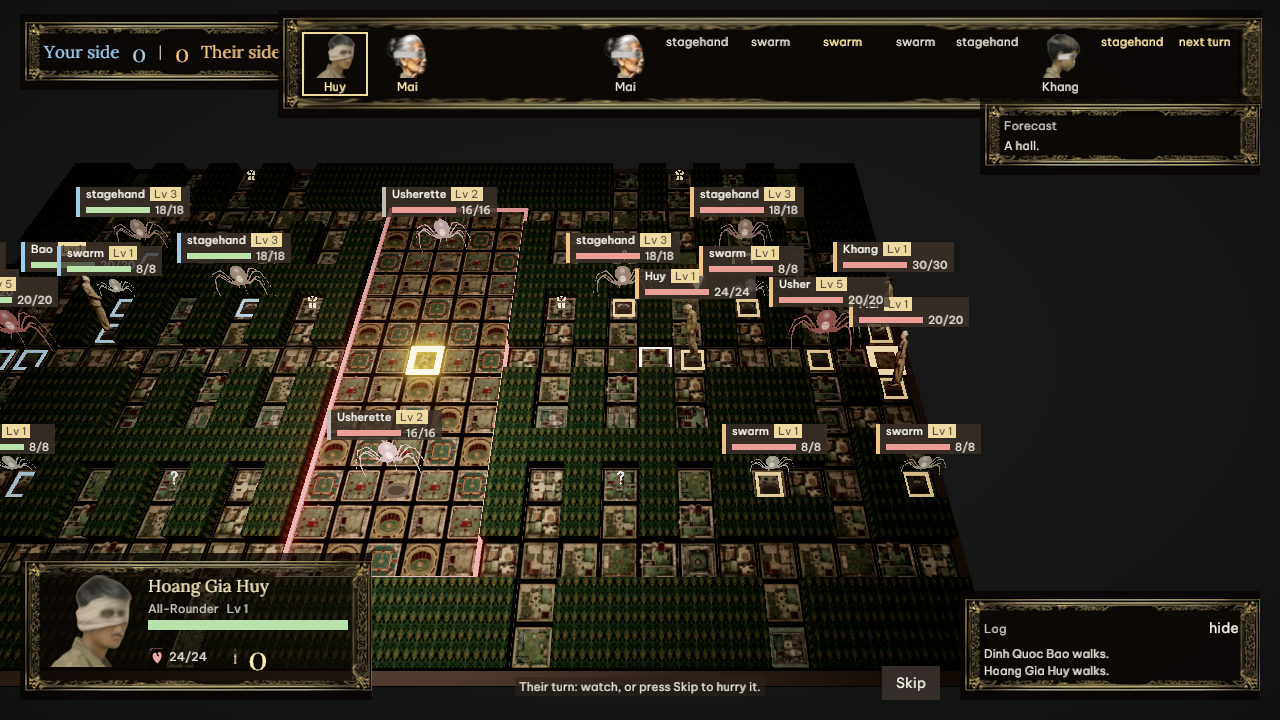 Your side 0 | 0 Their side
Huy
Mai
Mai
stagehand
swarm
swarm
swarm
stagehand
Khang
stagehand
next turn
Forecast
A hall.
stagehand Lv 3
18/18
Usherette Lv 2
16/16
stagehand Lv 3
18/18
Bao
swarm Lv 1
8/8
stagehand Lv 3
18/18
stagehand Lv 3
18/18
swarm Lv 1
8/8
Khang Lv 1
30/30
Huy Lv 1
24/24
Usher Lv 5
20/20
Lv 1
20/20
20/20
Usherette Lv 2
16/16
Lv 1
8/8
swarm Lv 1
8/8
swarm Lv 1
8/8
?
?
Hoang Gia Huy
All-Rounder Lv 1
24/24
0
Their turn: watch, or press Skip to hurry it.
Skip
Log
hide
Dinh Quoc Bao walks.
Hoang Gia Huy walks.